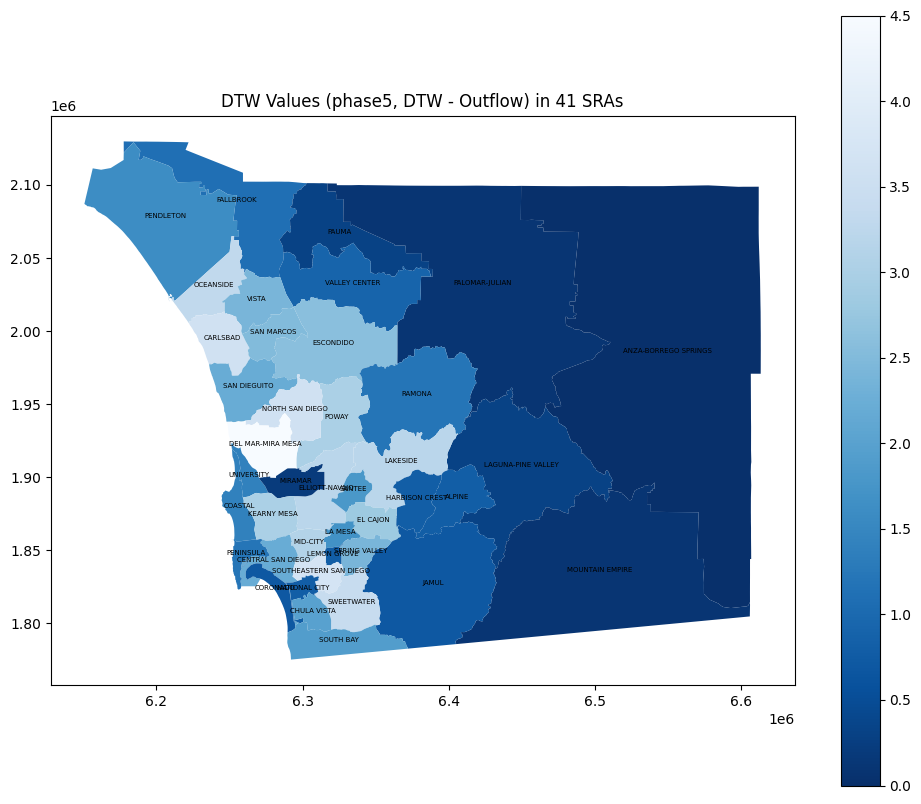 DTW Values (phase5, DTW - Outflow) in 41 SRAs
1e6
4.5
4.0
3.5
3.0
2.5
2.0
1.5
1.0
0.5
0.0
2.10
2.05
2.00
1.95
1.90
1.85
1.80
FALLBROOK
PENDLETON
PAUMA
OCEANSIDE
VALLEY CENTER
PALOMAR-JULIAN
VISTA
SAN MARCOS
CARLSBAD
ESCONDIDO
ANZA-BORREGO SPRINGS
SAN DIEGUITO
RAMONA
NORTH SAN DIEGO
POWAY
DEL MAR-MIRA MESA
LAKESIDE
LAGUNA-PINE VALLEY
UNIVERSITY
MIRAMAR
ELLIOTT-NAVAJO
SANTEE
HARBISON CREST
ALPINE
COASTAL
KEARNY MESA
EL CAJON
LA MESA
MID-CITY
PENINSULA
LEMON GROVE
SPRING VALLEY
CENTRAL SAN DIEGO
SOUTHEASTERN SAN DIEGO
MOUNTAIN EMPIRE
JAMUL
CORONADO
NATIONAL CITY
SWEETWATER
CHULA VISTA
SOUTH BAY
6.2
6.3
6.4
6.5
6.6
1e6